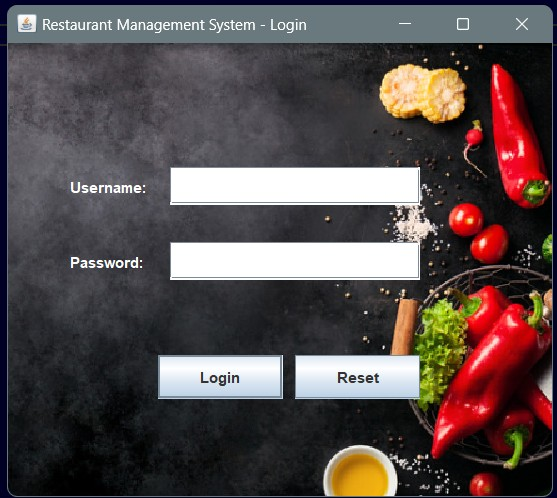 Restaurant Management System - Login
Username:
Password:
Login Reset